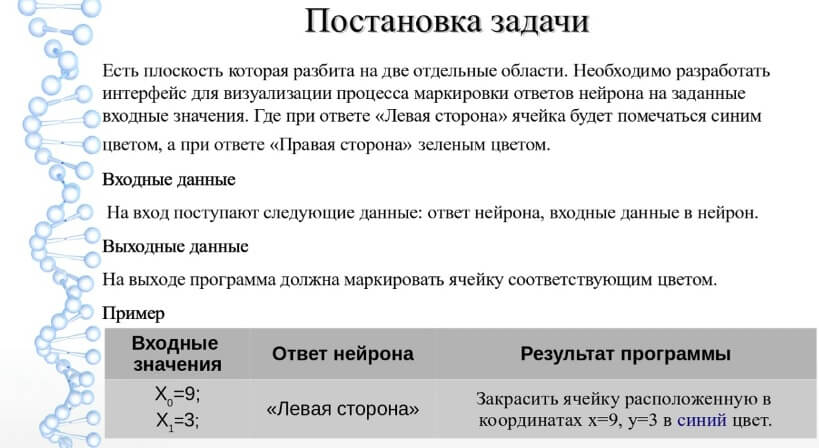 Постановка задачи
Есть плоскость которая разбита на две отдельные области. Необходимо разработать
интерфейс для визуализации процесса маркировки ответов нейрона на заданные
входные значения. Где при ответе «Левая сторона» ячейка будет помечаться синим
цветом, а при ответе «Правая сторона» зеленым цветом.
Входные данные
На вход поступают следующие данные: ответ нейрона, входные данные в нейрон.
Выходные данные
На выходе программа должна маркировать ячейку соответствующим цветом.
Пример
Входные
значения
Ответ нейрона
Результат программы
X₀=9;
X₁=3;
«Левая сторона»
Закрасить ячейку расположенную в
координатах x=9, y=3 в синий цвет.